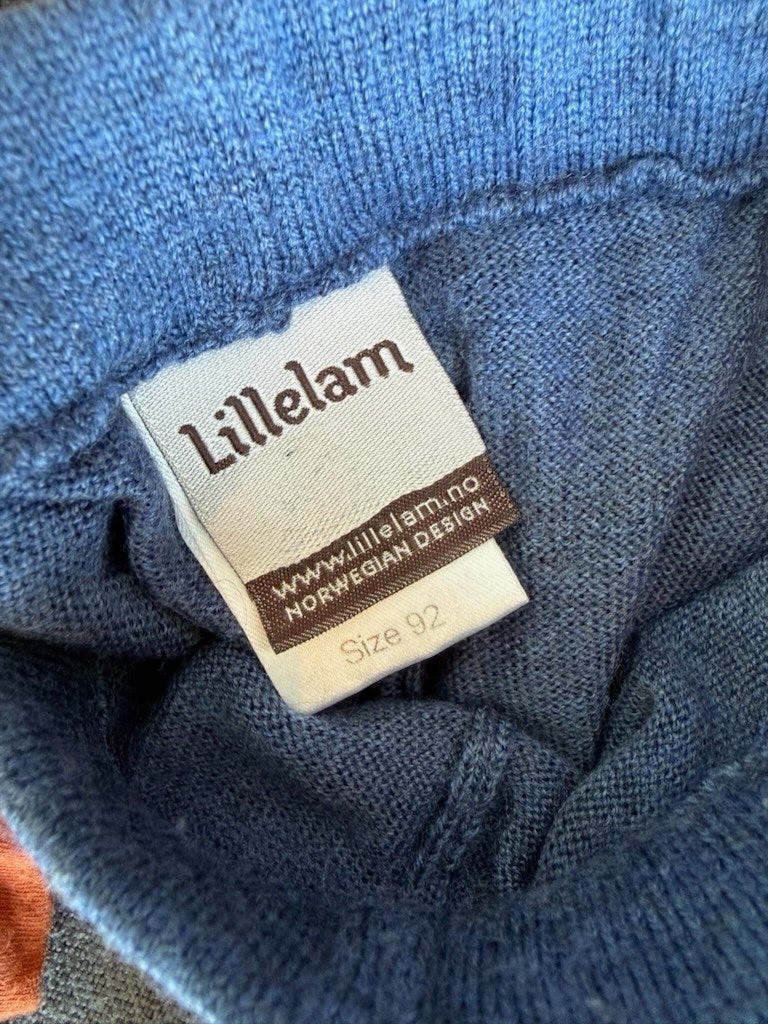 Lillelam
www.lillelam.no
NORWEGIAN DESIGN
Size 92